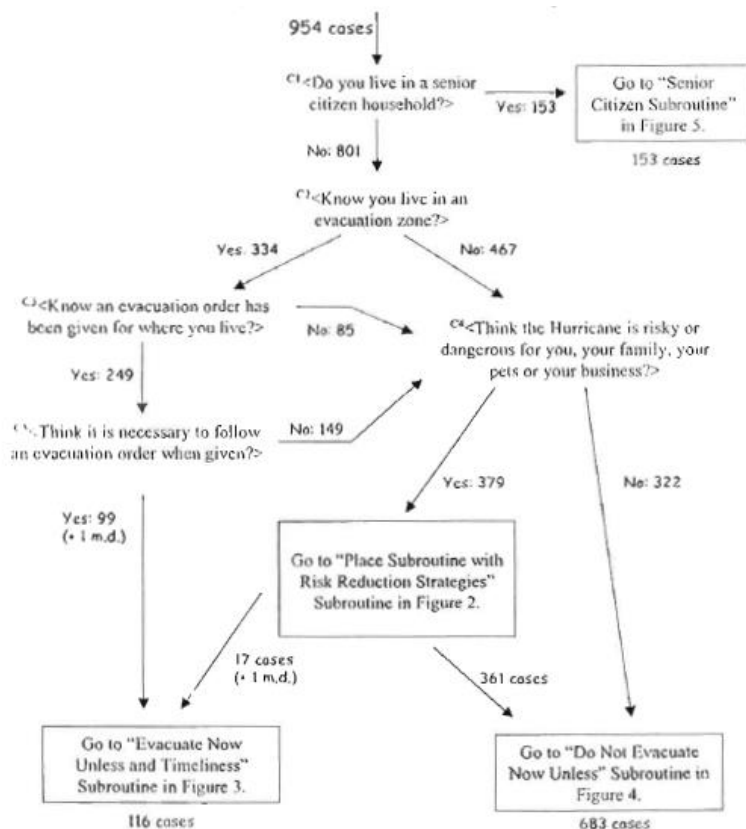 954 cases
C1<Do you live in a senior
citizen household?>
Yes: 153
Go to "Senior
Citizen Subroutine"
in Figure 5.
153 cases
No: 801
C2<Know you live in an
evacuation zone?>
Yes: 334
No: 467
C3<Know an evacuation order has
been given for where you live?>
No: 85
C4<Think the Hurricane is risky or
dangerous for you, your family, your
pets or your business?>
Yes: 249
Think it is necessary to follow
an evacuation order when given?>
No: 149
Yes: 379
No: 322
Yes: 99
(+ 1 m.d.)
Go to "Place Subroutine with
Risk Reduction Strategies"
Subroutine in Figure 2.
17 cases
(+ 1 m.d.)
361 cases
Go to "Evacuate Now
Unless and Timeliness"
Subroutine in Figure 3.
116 cases
Go to "Do Not Evacuate
Now Unless" Subroutine in
Figure 4.
683 cases